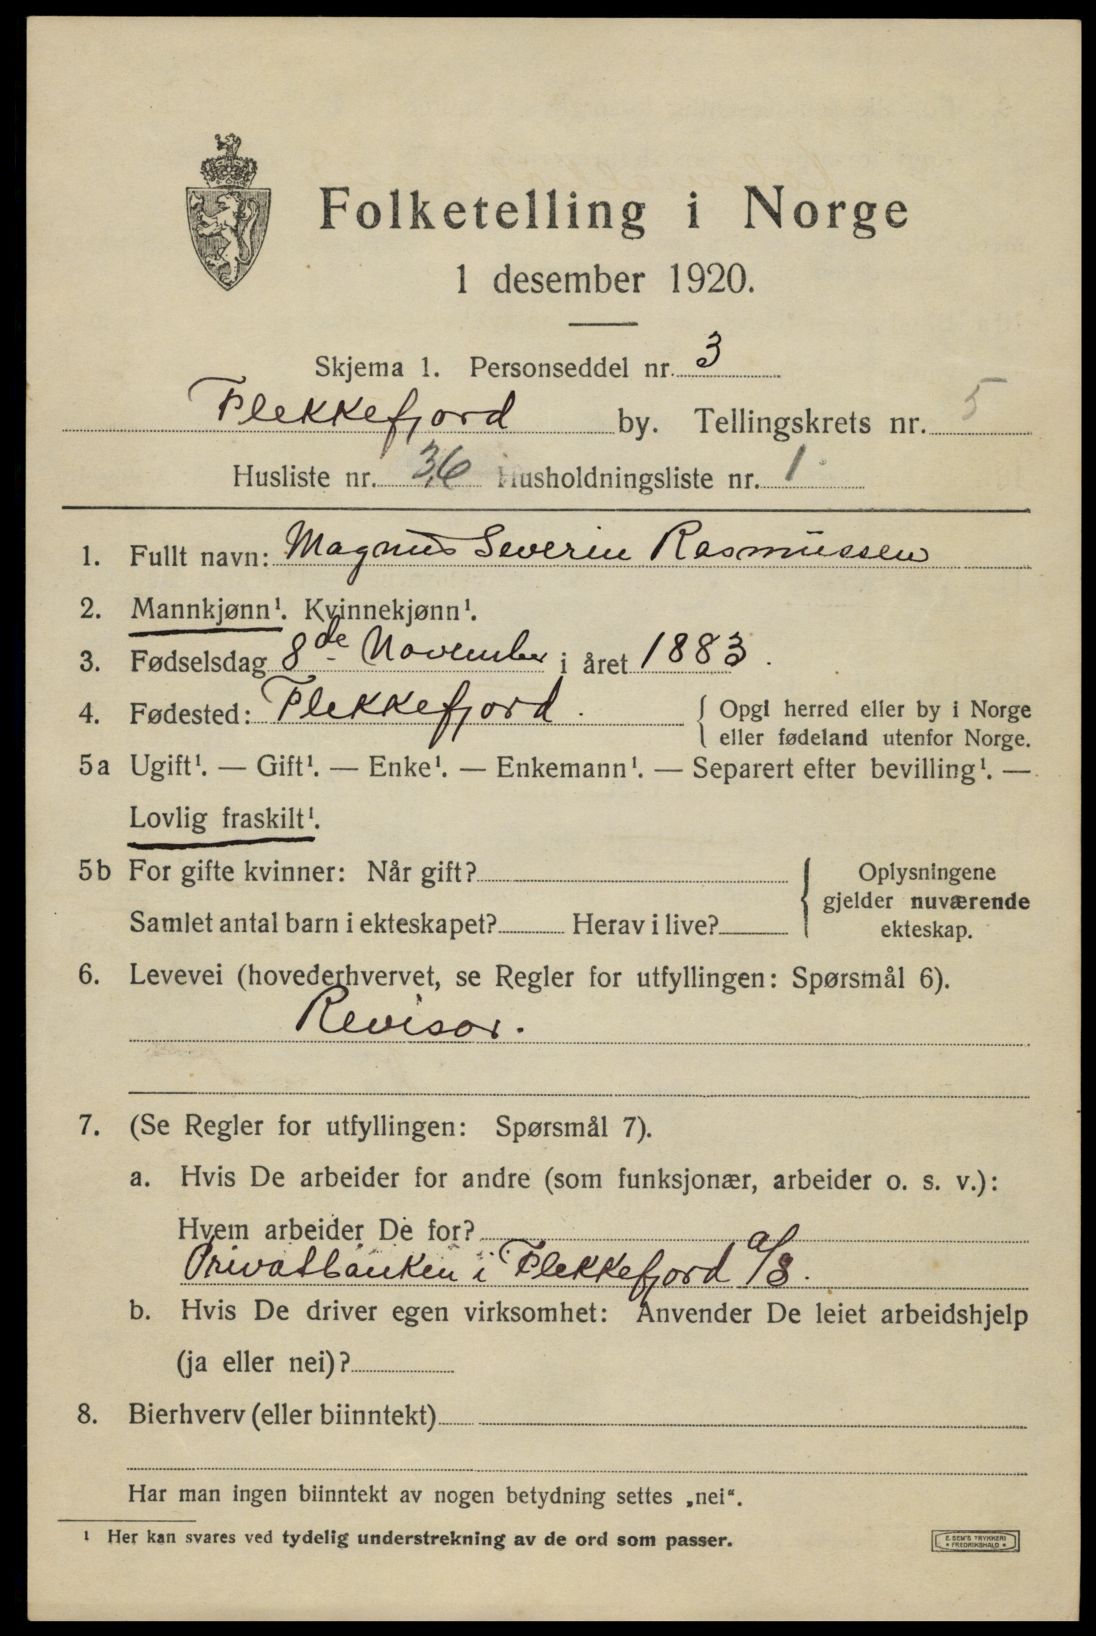 Folketelling i Norge
1 desember 1920.
Skjema 1. Personseddel nr. 3
Flekkefjord by. Tellingskrets nr. 5
Husliste nr. 36 Husholdningsliste nr. 1
1. Fullt navn: Magnus Severin Rasmussen
2. Mannkjønn¹. Kvinnekjønn¹.
3. Fødselsdag 8de November i året 1883.
4. Fødested: Flekkefjord. { Opgl herred eller by i Norge
eller fødeland utenfor Norge.
5a Ugift¹. — Gift¹. — Enke¹. — Enkemann¹. — Separert efter bevilling¹. —
Lovlig fraskilt¹.
5b For gifte kvinner: Når gift? Oplysningene
gjelder nuværende
Samlet antal barn i ekteskapet? Herav i live? ekteskap.
6. Levevei (hovederhvervet, se Regler for utfyllingen: Spørsmål 6).
Revisor.
7. (Se Regler for utfyllingen: Spørsmål 7).
a. Hvis De arbeider for andre (som funksjonær, arbeider o. s. v.):
Hvem arbeider De for?
Privatbanken i Flekkefjord a/s.
b. Hvis De driver egen virksomhet: Anvender De leiet arbeidshjelp
(ja eller nei)?
8. Bierhverv (eller biinntekt)
Har man ingen biinntekt av nogen betydning settes „nei“.
¹ Her kan svares ved tydelig understrekning av de ord som passer.
E. SEM'S TRYKKERI
• FREDRIKSHALD •